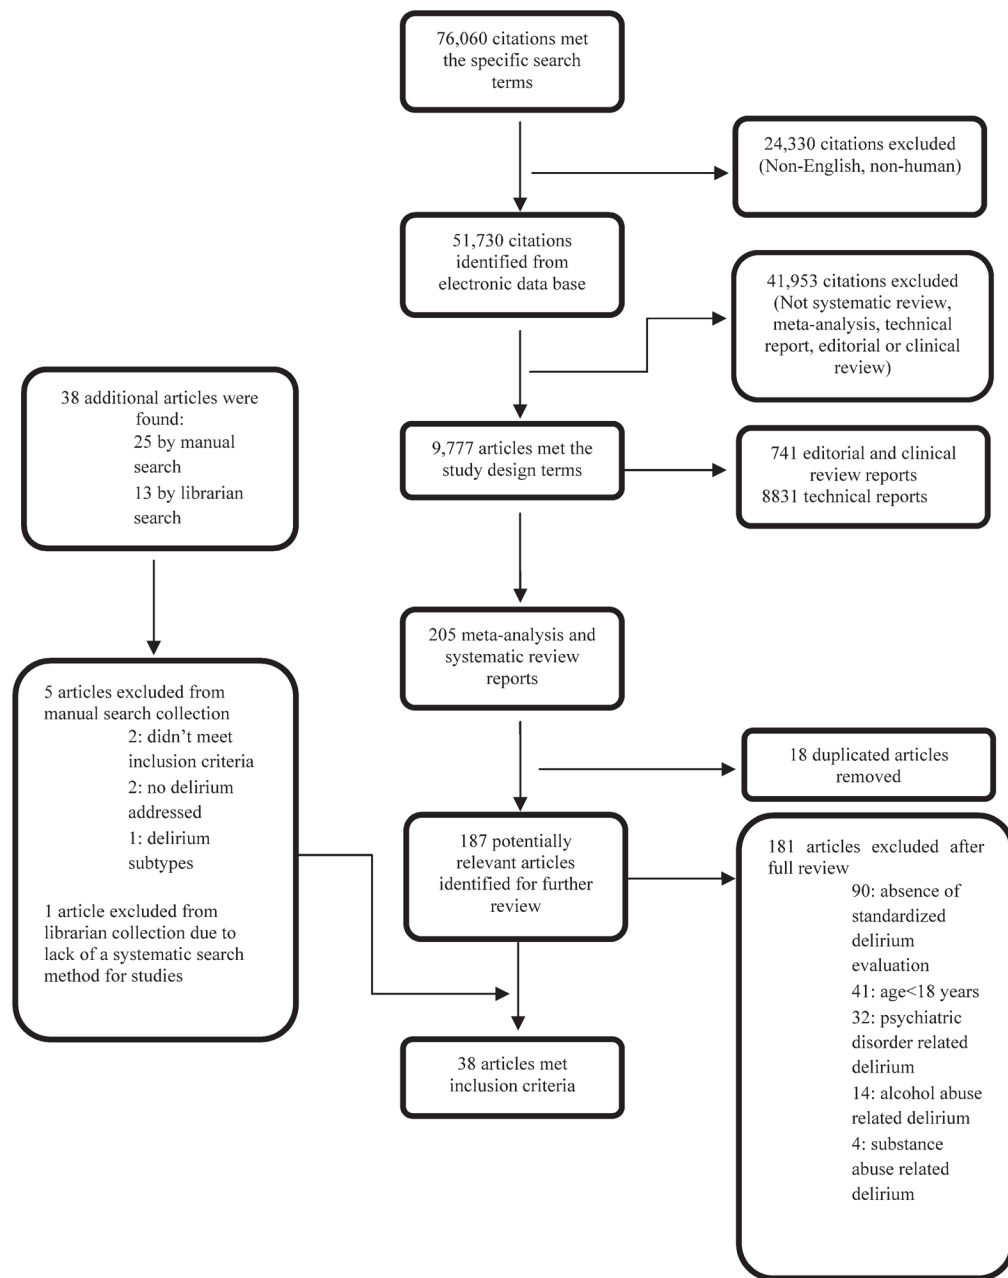 76,060 citations met
the specific search
terms
24,330 citations excluded
(Non-English, non-human)
51,730 citations
identified from
electronic data base
41,953 citations excluded
(Not systematic review,
meta-analysis, technical
report, editorial or clinical
review)
38 additional articles were
found:
25 by manual
search
13 by librarian
search
9,777 articles met the
study design terms
741 editorial and clinical
review reports
8831 technical reports
205 meta-analysis and
systematic review
reports
5 articles excluded from
manual search collection
2: didn't meet
inclusion criteria
2: no delirium
addressed
1: delirium
subtypes
1 article excluded from
librarian collection due to
lack of a systematic search
method for studies
18 duplicated articles
removed
187 potentially
relevant articles
identified for further
review
181 articles excluded after
full review
90: absence of
standardized
delirium
evaluation
41: age<18 years
32: psychiatric
disorder related
delirium
14: alcohol abuse
related delirium
4: substance
abuse related
delirium
38 articles met
inclusion criteria